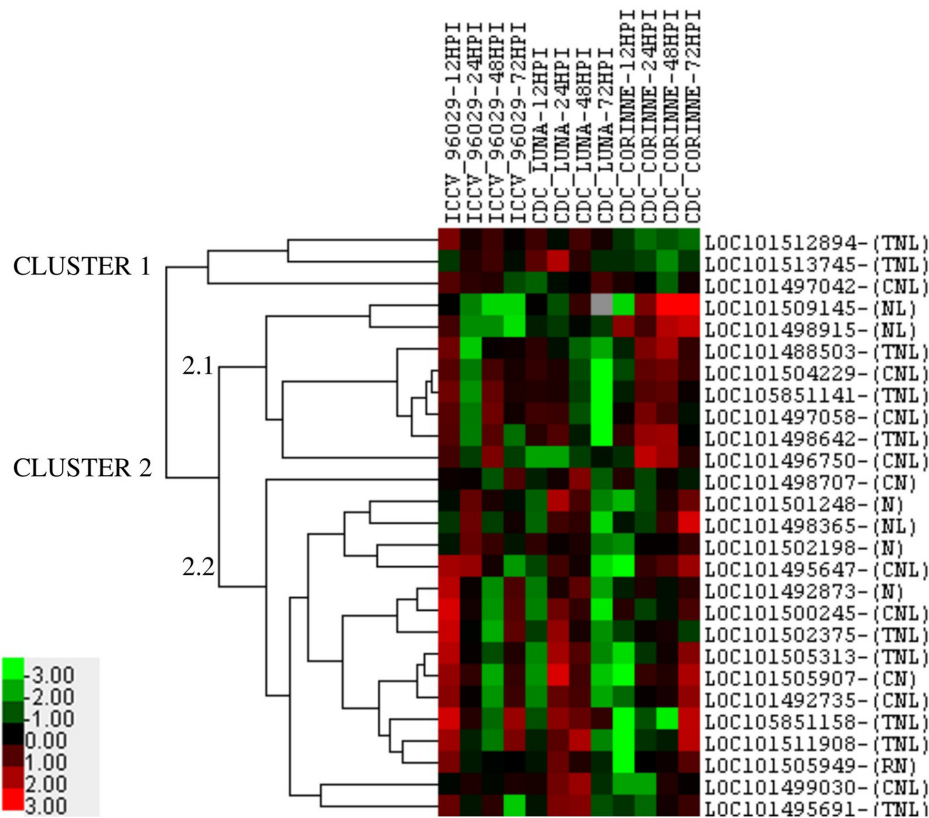 ICCV_96029-12HPI
ICCV_96029-24HPI
ICCV_96029-48HPI
ICCV_96029-72HPI
CDC_LUNA-12HPI
CDC_LUNA-24HPI
CDC_LUNA-48HPI
CDC_LUNA-72HPI
CDC_CORINNE-12HPI
CDC_CORINNE-24HPI
CDC_CORINNE-48HPI
CDC_CORINNE-72HPI
CLUSTER 1
2.1
CLUSTER 2
2.2
LOC101512894-(TNL)
LOC101513745-(TNL)
LOC101497042-(CNL)
LOC101509145-(NL)
LOC101498915-(NL)
LOC101488503-(TNL)
LOC101504229-(CNL)
LOC105851141-(TNL)
LOC101497058-(CNL)
LOC101498642-(TNL)
LOC101496750-(CNL)
LOC101498707-(CN)
LOC101501248-(N)
LOC101498365-(NL)
LOC101502198-(N)
LOC101495647-(CNL)
LOC101492873-(N)
LOC101500245-(CNL)
LOC101502375-(TNL)
LOC101505313-(TNL)
LOC101505907-(CN)
LOC101492735-(CNL)
LOC105851158-(TNL)
LOC101511908-(TNL)
LOC101505949-(RN)
LOC101499030-(CNL)
LOC101495691-(TNL)
-3.00
-2.00
-1.00
0.00
1.00
2.00
3.00